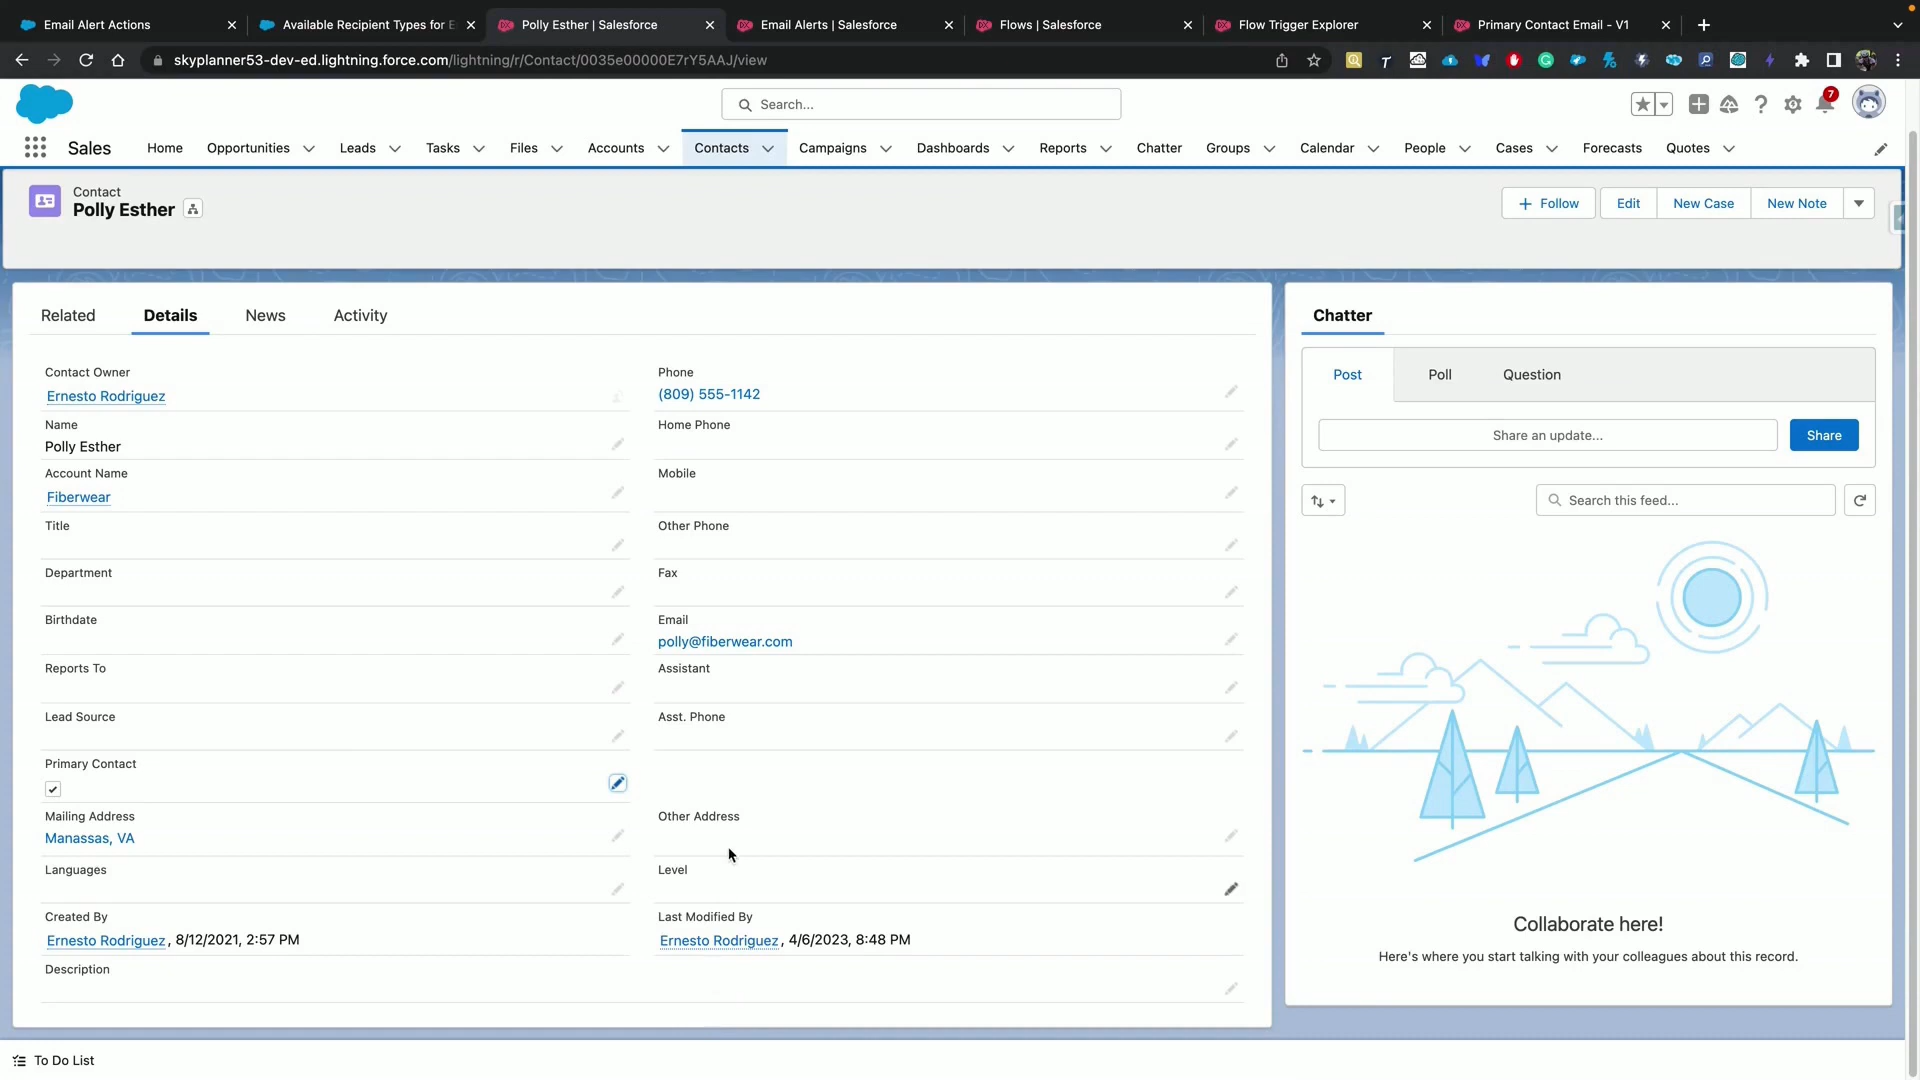 Email Alert Actions
Available Recipient Types for E
Polly Esther | Salesforce
Email Alerts | Salesforce
Flows | Salesforce
Flow Trigger Explorer
Primary Contact Email - V1
skyplanner53-dev-ed.lightning.force.com/lightning/r/Contact/0035e00000E7rY5AAJ/view
Search...
7
Sales
Home
Opportunities
Leads
Tasks
Files
Accounts
Contacts
Campaigns
Dashboards
Reports
Chatter
Groups
Calendar
People
Cases
Forecasts
Quotes
Contact
Polly Esther
Follow
Edit
New Case
New Note
Related
Details
News
Activity
Contact Owner
Ernesto Rodriguez
Phone
(809) 555-1142
Name
Polly Esther
Home Phone
Account Name
Fiberwear
Mobile
Title
Other Phone
Department
Fax
Birthdate
Email
polly@fiberwear.com
Reports To
Assistant
Lead Source
Asst. Phone
Primary Contact
Mailing Address
Manassas, VA
Other Address
Languages
Level
Created By
Ernesto Rodriguez, 8/12/2021, 2:57 PM
Last Modified By
Ernesto Rodriguez, 4/6/2023, 8:48 PM
Description
Chatter
Post
Poll
Question
Share an update...
Share
Search this feed...
Collaborate here!
Here's where you start talking with your colleagues about this record.
To Do List